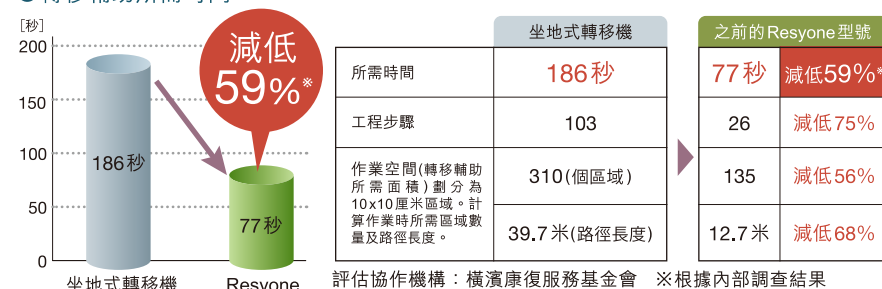 [秒]
200
150
100
50
0
186秒
77秒
減低
59%※
坐地式轉移機
Resyone
坐地式轉移機
之前的Resyone型號
所需時間
186秒
77秒
減低59%※
工程步驟
103
26
減低75%
作業空間(轉移輔助
所需面積)劃分為
10x10厘米區域。計
算作業時所需區域數
量及路徑長度。
310(個區域)
135
減低56%
39.7米(路徑長度)
12.7米
減低68%
評估協作機構：橫濱康復服務基金會 ※根據內部調查結果